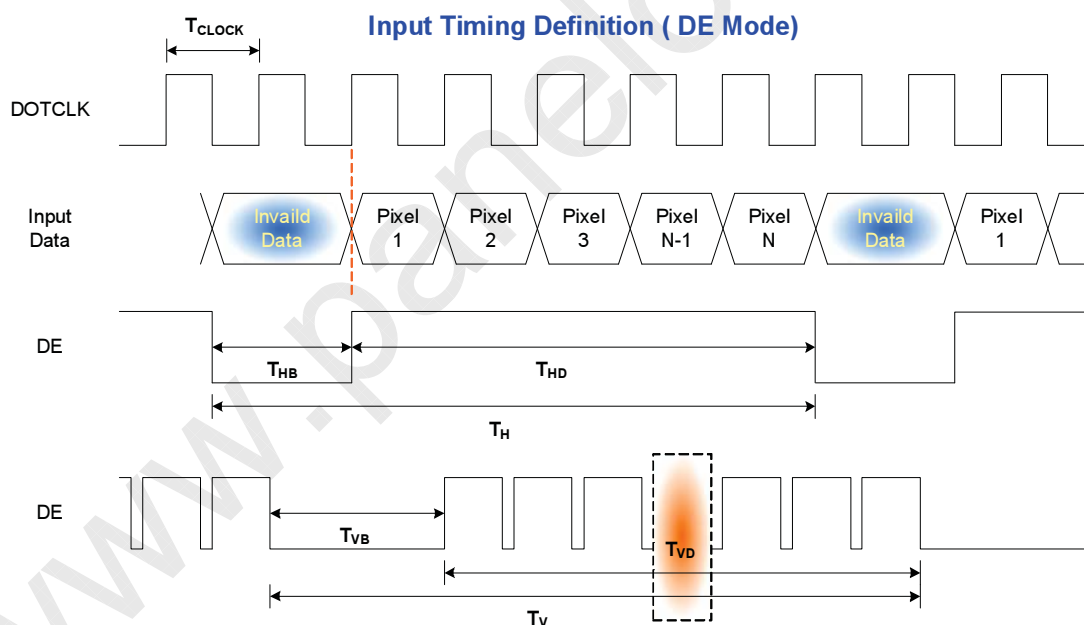 Input Timing Definition ( DE Mode)
TCLOCK
DOTCLK
Input
Data
Invaild
Data
Pixel
1
Pixel
2
Pixel
3
Pixel
N-1
Pixel
N
Invaild
Data
Pixel
1
DE
THB
THD
TH
DE
TVB
TVD
TV
www.panelo